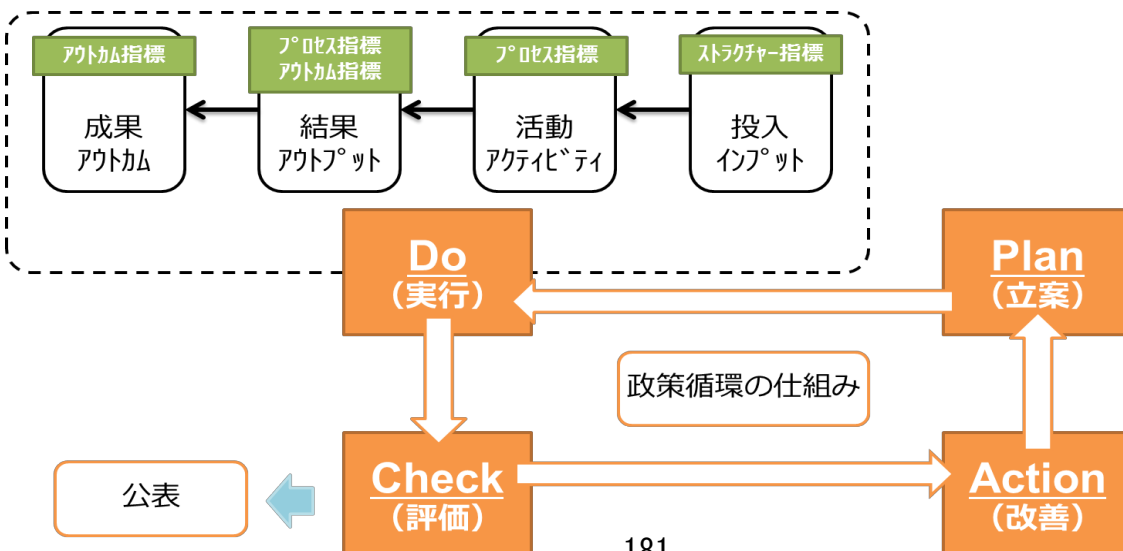 ｱｳﾄｶﾑ指標
成果
ｱｳﾄｶﾑ
ﾌﾟﾛｾｽ指標
ｱｳﾄｶﾑ指標
結果
ｱｳﾄﾌﾟｯﾄ
ﾌﾟﾛｾｽ指標
活動
ｱｸﾃｨﾋﾞﾃｨ
ｽﾄﾗｸﾁｬｰ指標
投入
ｲﾝﾌﾟｯﾄ
Do
（実行）
Plan
（立案）
政策循環の仕組み
公表
Check
（評価）
Action
（改善）
181